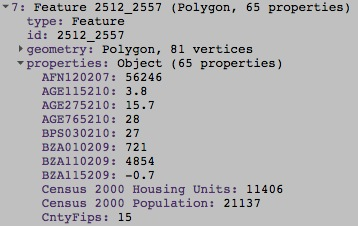 ▾7: Feature 2512_2557 (Polygon, 65 properties)
type: Feature
id: 2512_2557
▸geometry: Polygon, 81 vertices
▾properties: Object (65 properties)
AFN120207: 56246
AGE115210: 3.8
AGE275210: 15.7
AGE765210: 28
BPS030210: 27
BZA010209: 721
BZA110209: 4854
BZA115209: -0.7
Census 2000 Housing Units: 11406
Census 2000 Population: 21137
CntyFips: 15